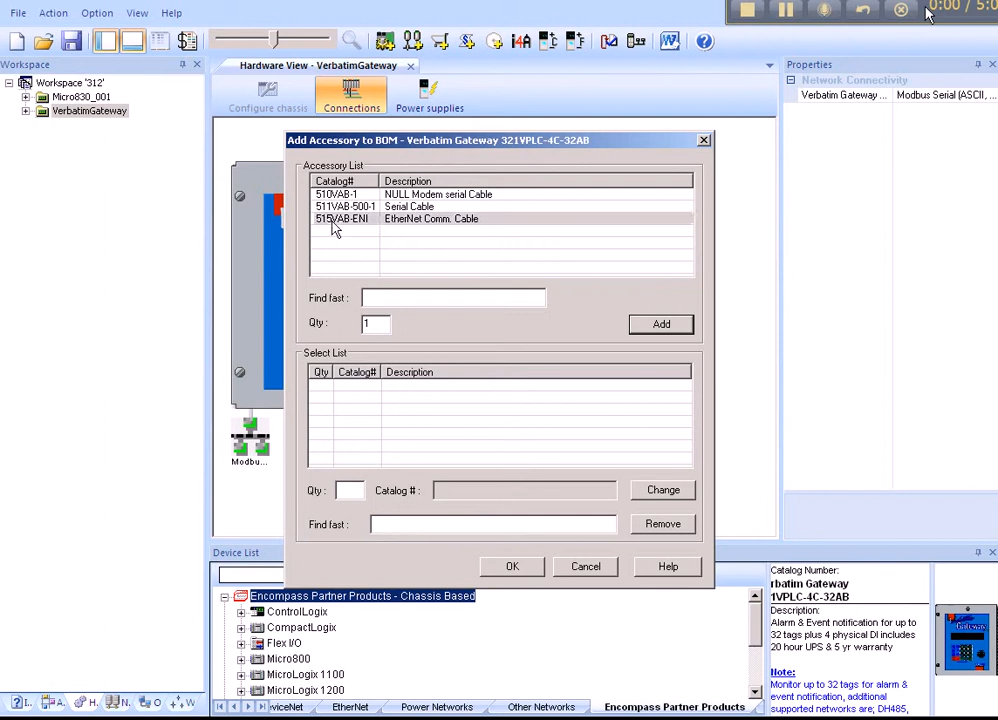 File Action Option View Help
0:00 / 5:0
Workspace
Hardware View - VerbatimGateway
Properties
Workspace '312'
Micro830_001
VerbatimGateway
Configure chassis Connections Power supplies
Network Connectivity
Verbatim Gateway ... Modbus Serial (ASCII, ...
Add Accessory to BOM - Verbatim Gateway 321VPLC-4C-32AB
Accessory List
Catalog# Description
510VAB-1 NULL Modem serial Cable
511VAB-500-1 Serial Cable
515VAB-ENI EtherNet Comm. Cable
Find fast :
Qty : 1
Add
Select List
Qty Catalog# Description
Modbu...
Qty : Catalog # : Change
Find fast : Remove
OK Cancel Help
Device List
Encompass Partner Products - Chassis Based
ControlLogix
CompactLogix
Flex I/O
Micro800
MicroLogix 1100
MicroLogix 1200
Catalog Number:
rbatim Gateway
1VPLC-4C-32AB
Description:
Alarm & Event notification for up to
32 tags plus 4 physical DI includes
20 hour UPS & 5 yr warranty
Note:
Monitor up to 32 tags for alarm &
event notification, additional
supported networks are; DH485,
Gateway
I.. A... H.. N. O W
viceNet EtherNet Power Networks Other Networks Encompass Partner Products